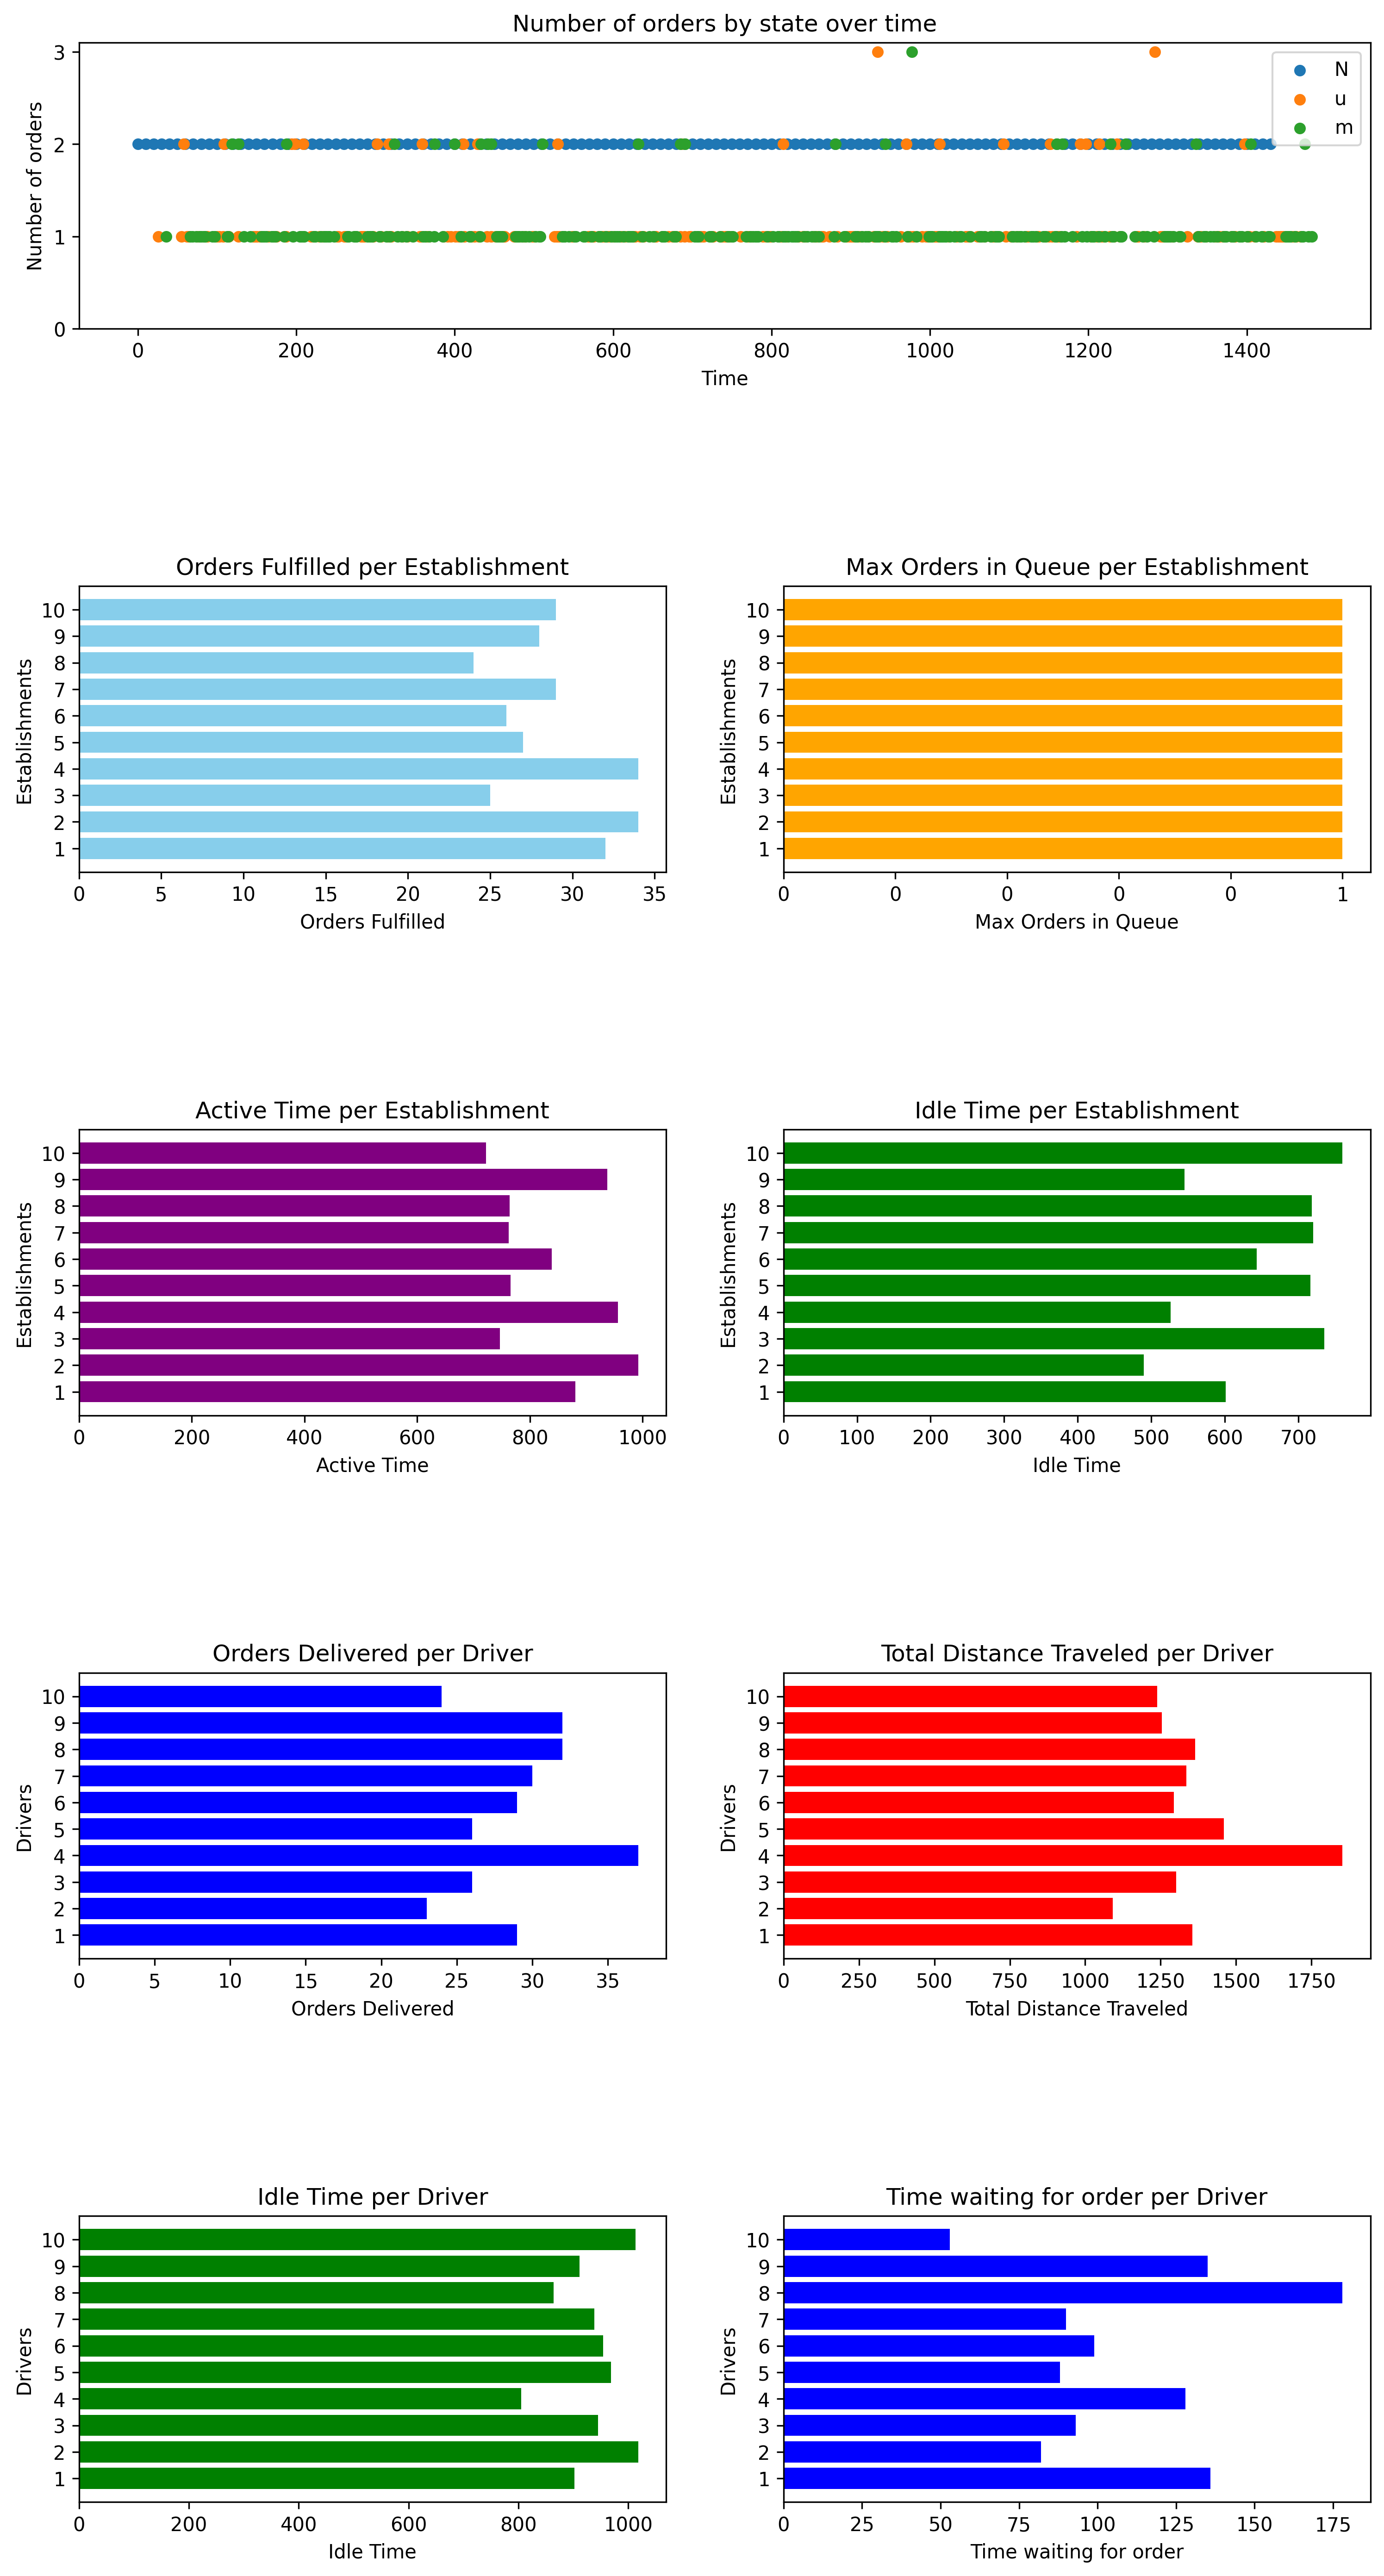 Number of orders by state over time
Number of orders
3
2
1
0
N
u
m
0 200 400 600 800 1000 1200 1400
Time
Orders Fulfilled per Establishment
Establishments
10
9
8
7
6
5
4
3
2
1
0 5 10 15 20 25 30 35
Orders Fulfilled
Max Orders in Queue per Establishment
Establishments
10
9
8
7
6
5
4
3
2
1
0 0 0 0 0 1
Max Orders in Queue
Active Time per Establishment
Establishments
10
9
8
7
6
5
4
3
2
1
0 200 400 600 800 1000
Active Time
Idle Time per Establishment
Establishments
10
9
8
7
6
5
4
3
2
1
0 100 200 300 400 500 600 700
Idle Time
Orders Delivered per Driver
Drivers
10
9
8
7
6
5
4
3
2
1
0 5 10 15 20 25 30 35
Orders Delivered
Total Distance Traveled per Driver
Drivers
10
9
8
7
6
5
4
3
2
1
0 250 500 750 1000 1250 1500 1750
Total Distance Traveled
Idle Time per Driver
Drivers
10
9
8
7
6
5
4
3
2
1
0 200 400 600 800 1000
Idle Time
Time waiting for order per Driver
Drivers
10
9
8
7
6
5
4
3
2
1
0 25 50 75 100 125 150 175
Time waiting for order